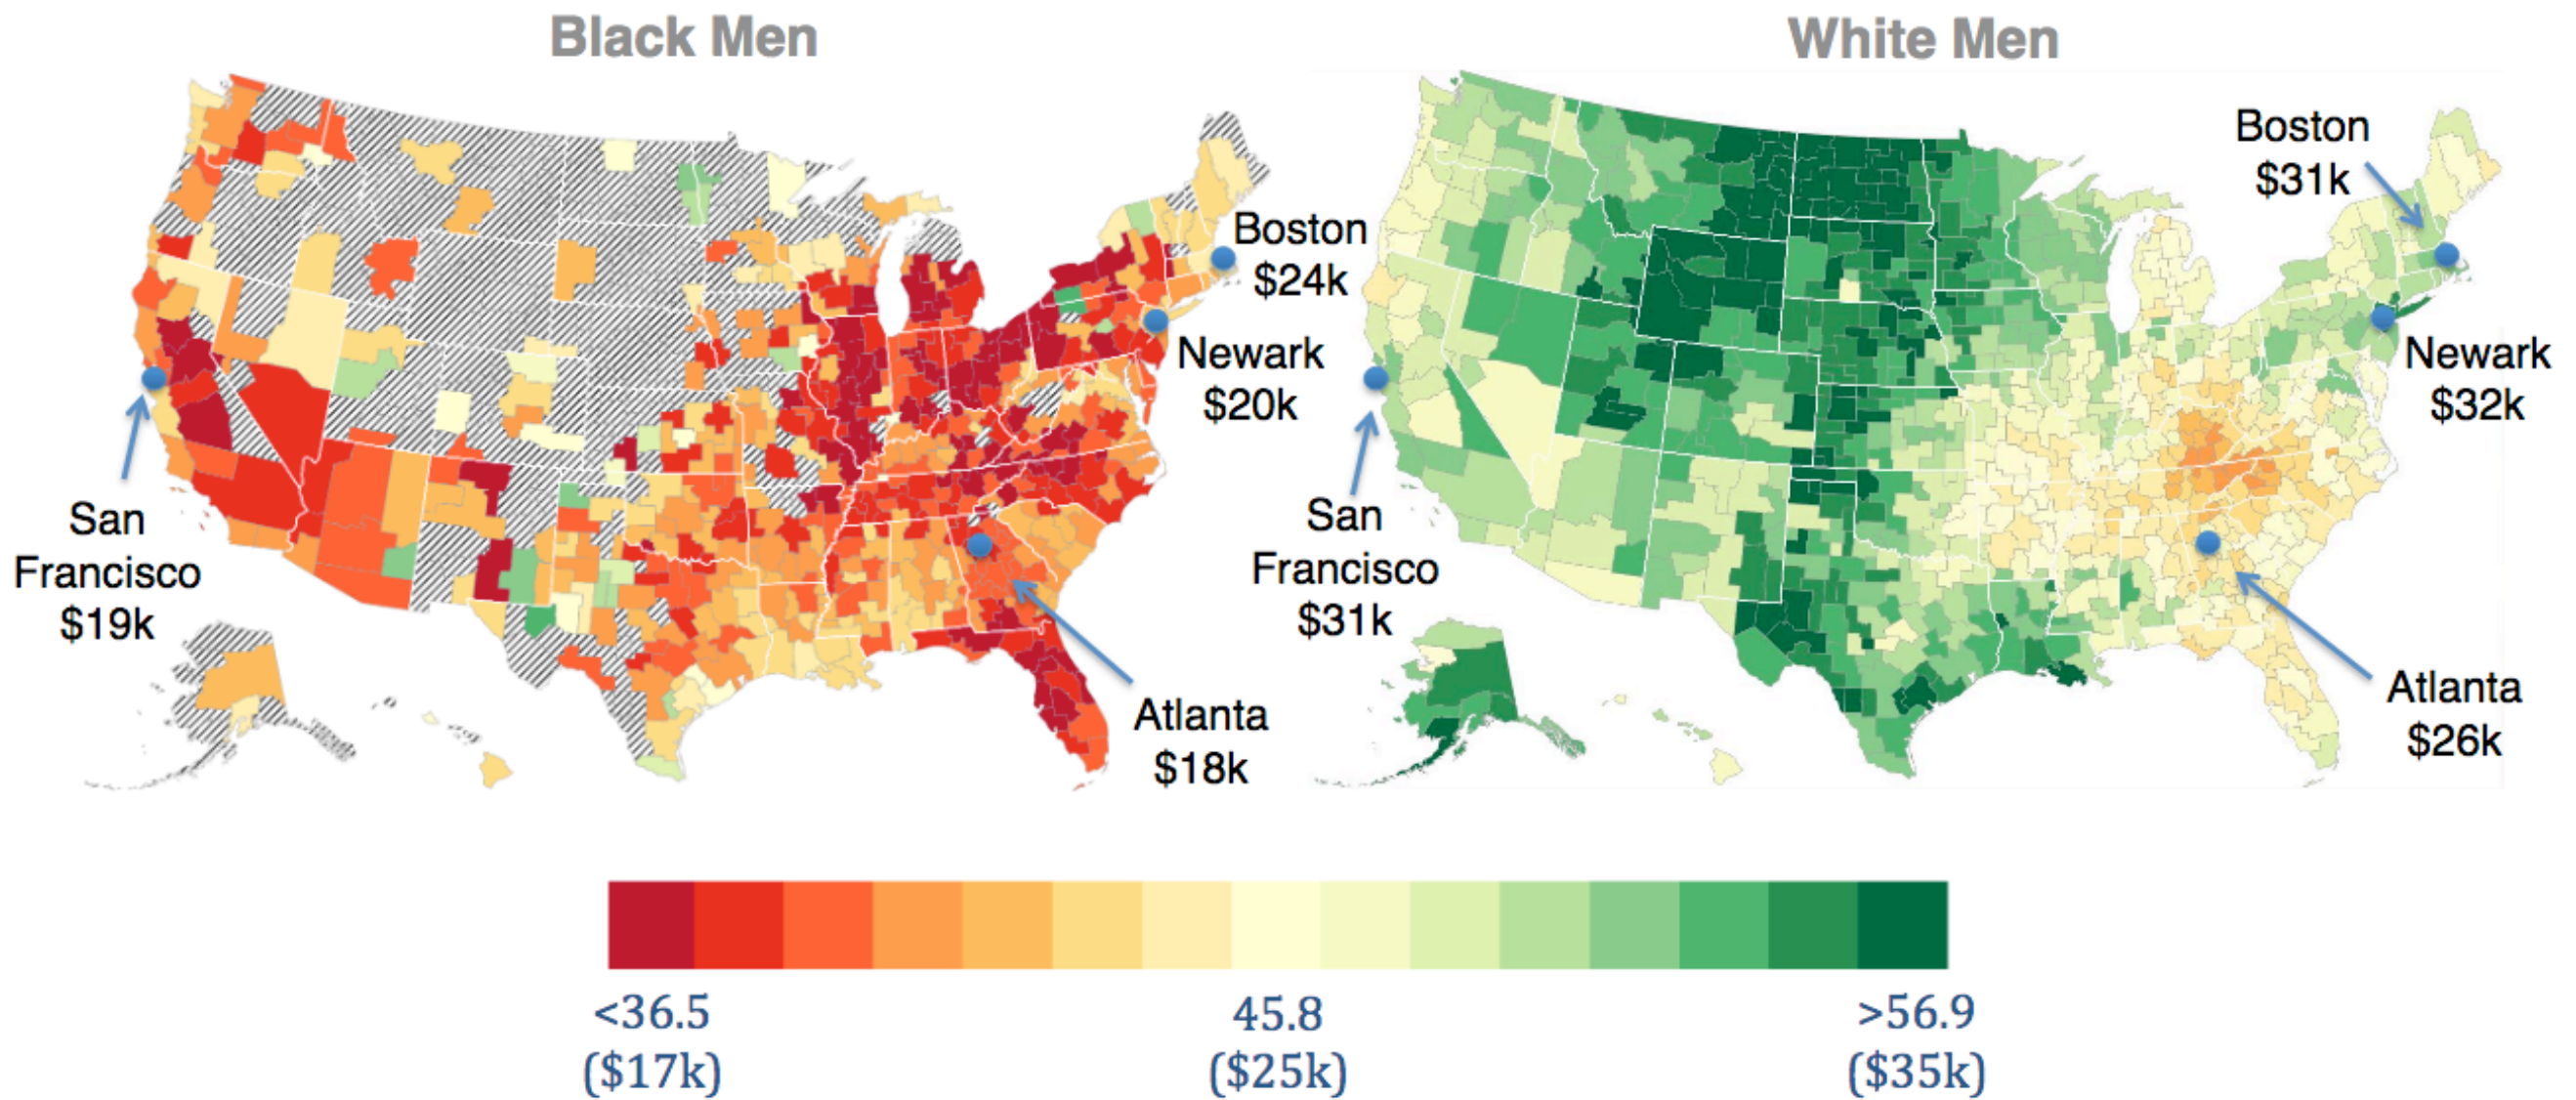 Black Men
Boston
$24k
Newark
$20k
San
Francisco
$19k
Atlanta
$18k
White Men
Boston
$31k
Newark
$32k
San
Francisco
$31k
Atlanta
$26k
<36.5
($17k)
45.8
($25k)
>56.9
($35k)